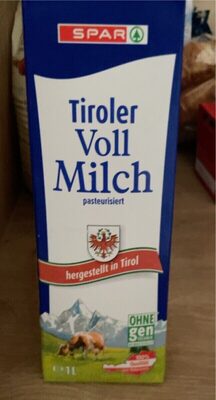 SPAR
Tiroler
Voll
Milch
pasteurisiert
hergestellt in Tirol
OHNE
gen
e 1L